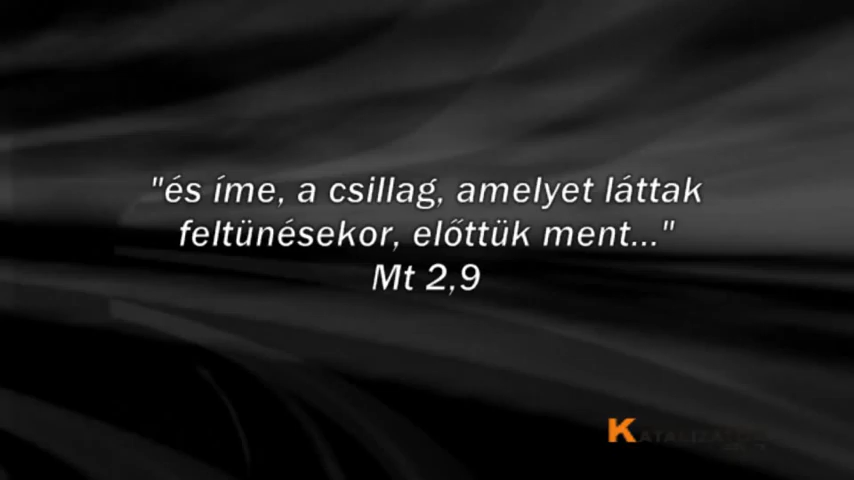 "és íme, a csillag, amelyet láttak
feltünésekor, előttük ment..."
Mt 2,9